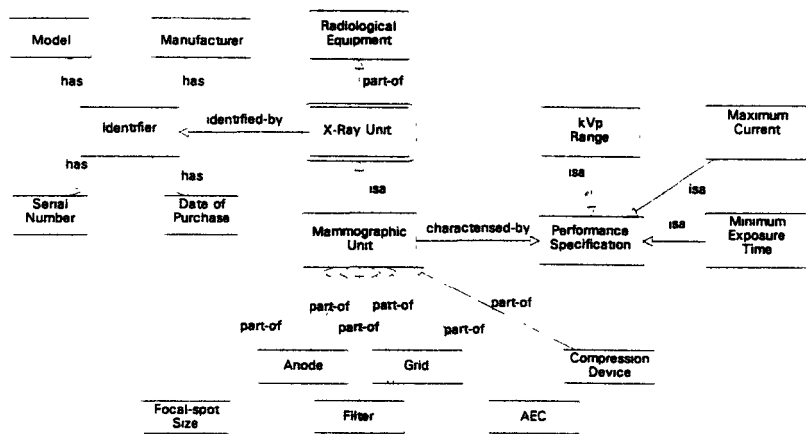 Model
Manufacturer
Radiological
Equipment
has
has
part-of
Identifier
identified-by
X-Ray Unit
kVp
Range
Maximum
Current
has
has
isa
isa
isa
Serial
Number
Date of
Purchase
Mammographic
Unit
characterised-by
Performance
Specification
isa
Minimum
Exposure
Time
part-of
part-of
part-of
part-of
part-of
part-of
Anode
Grid
Compression
Device
Focal-spot
Size
Filter
AEC